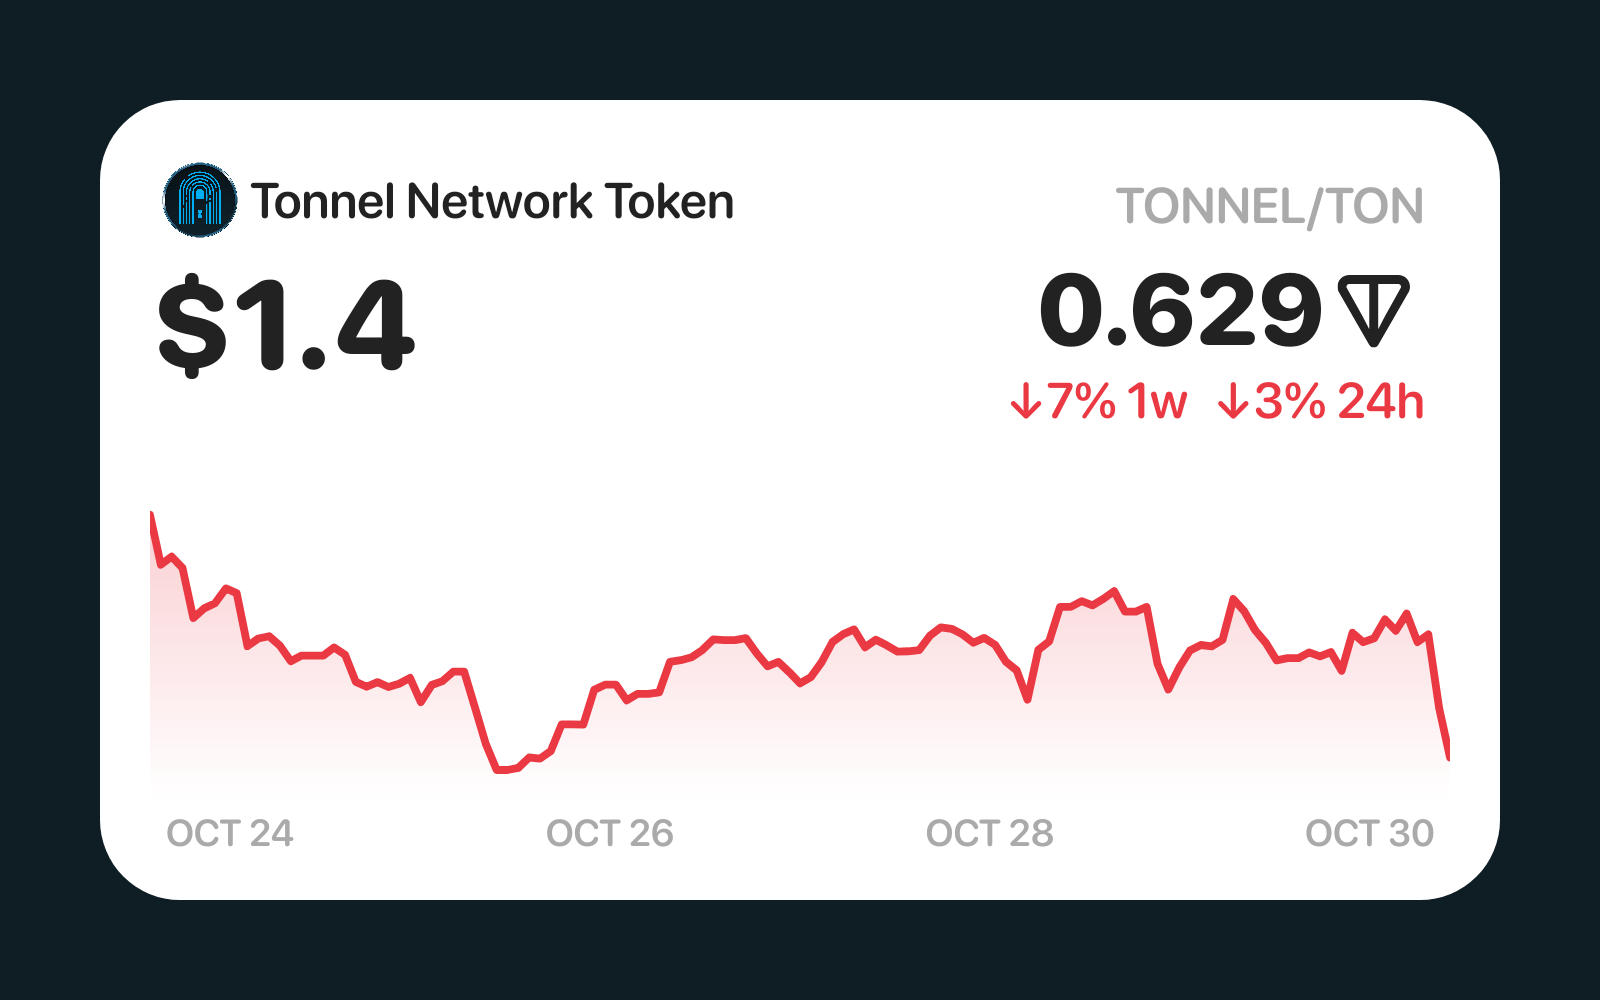 Tonnel Network Token
TONNEL/TON
$1.4
0.629
↓7% 1w ↓3% 24h
OCT 24 OCT 26 OCT 28 OCT 30